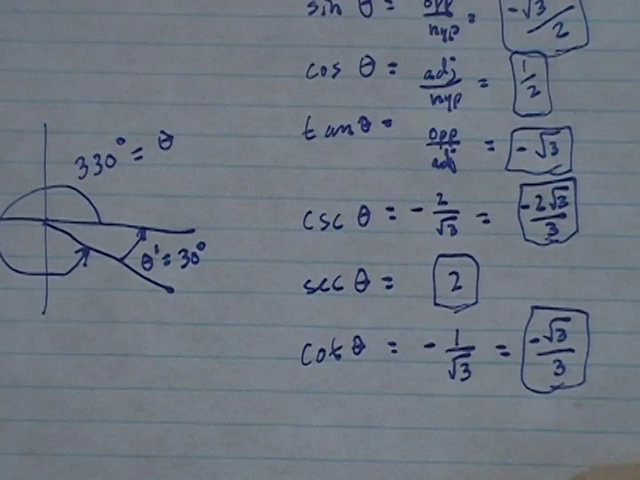 sin θ = opp/hyp = -√3/2
cos θ = adj/hyp = 1/2
tan θ = opp/adj = -√3
330° = θ
θ' = 30°
csc θ = - 2/√3 = -2√3/3
sec θ = 2
cot θ = - 1/√3 = -√3/3